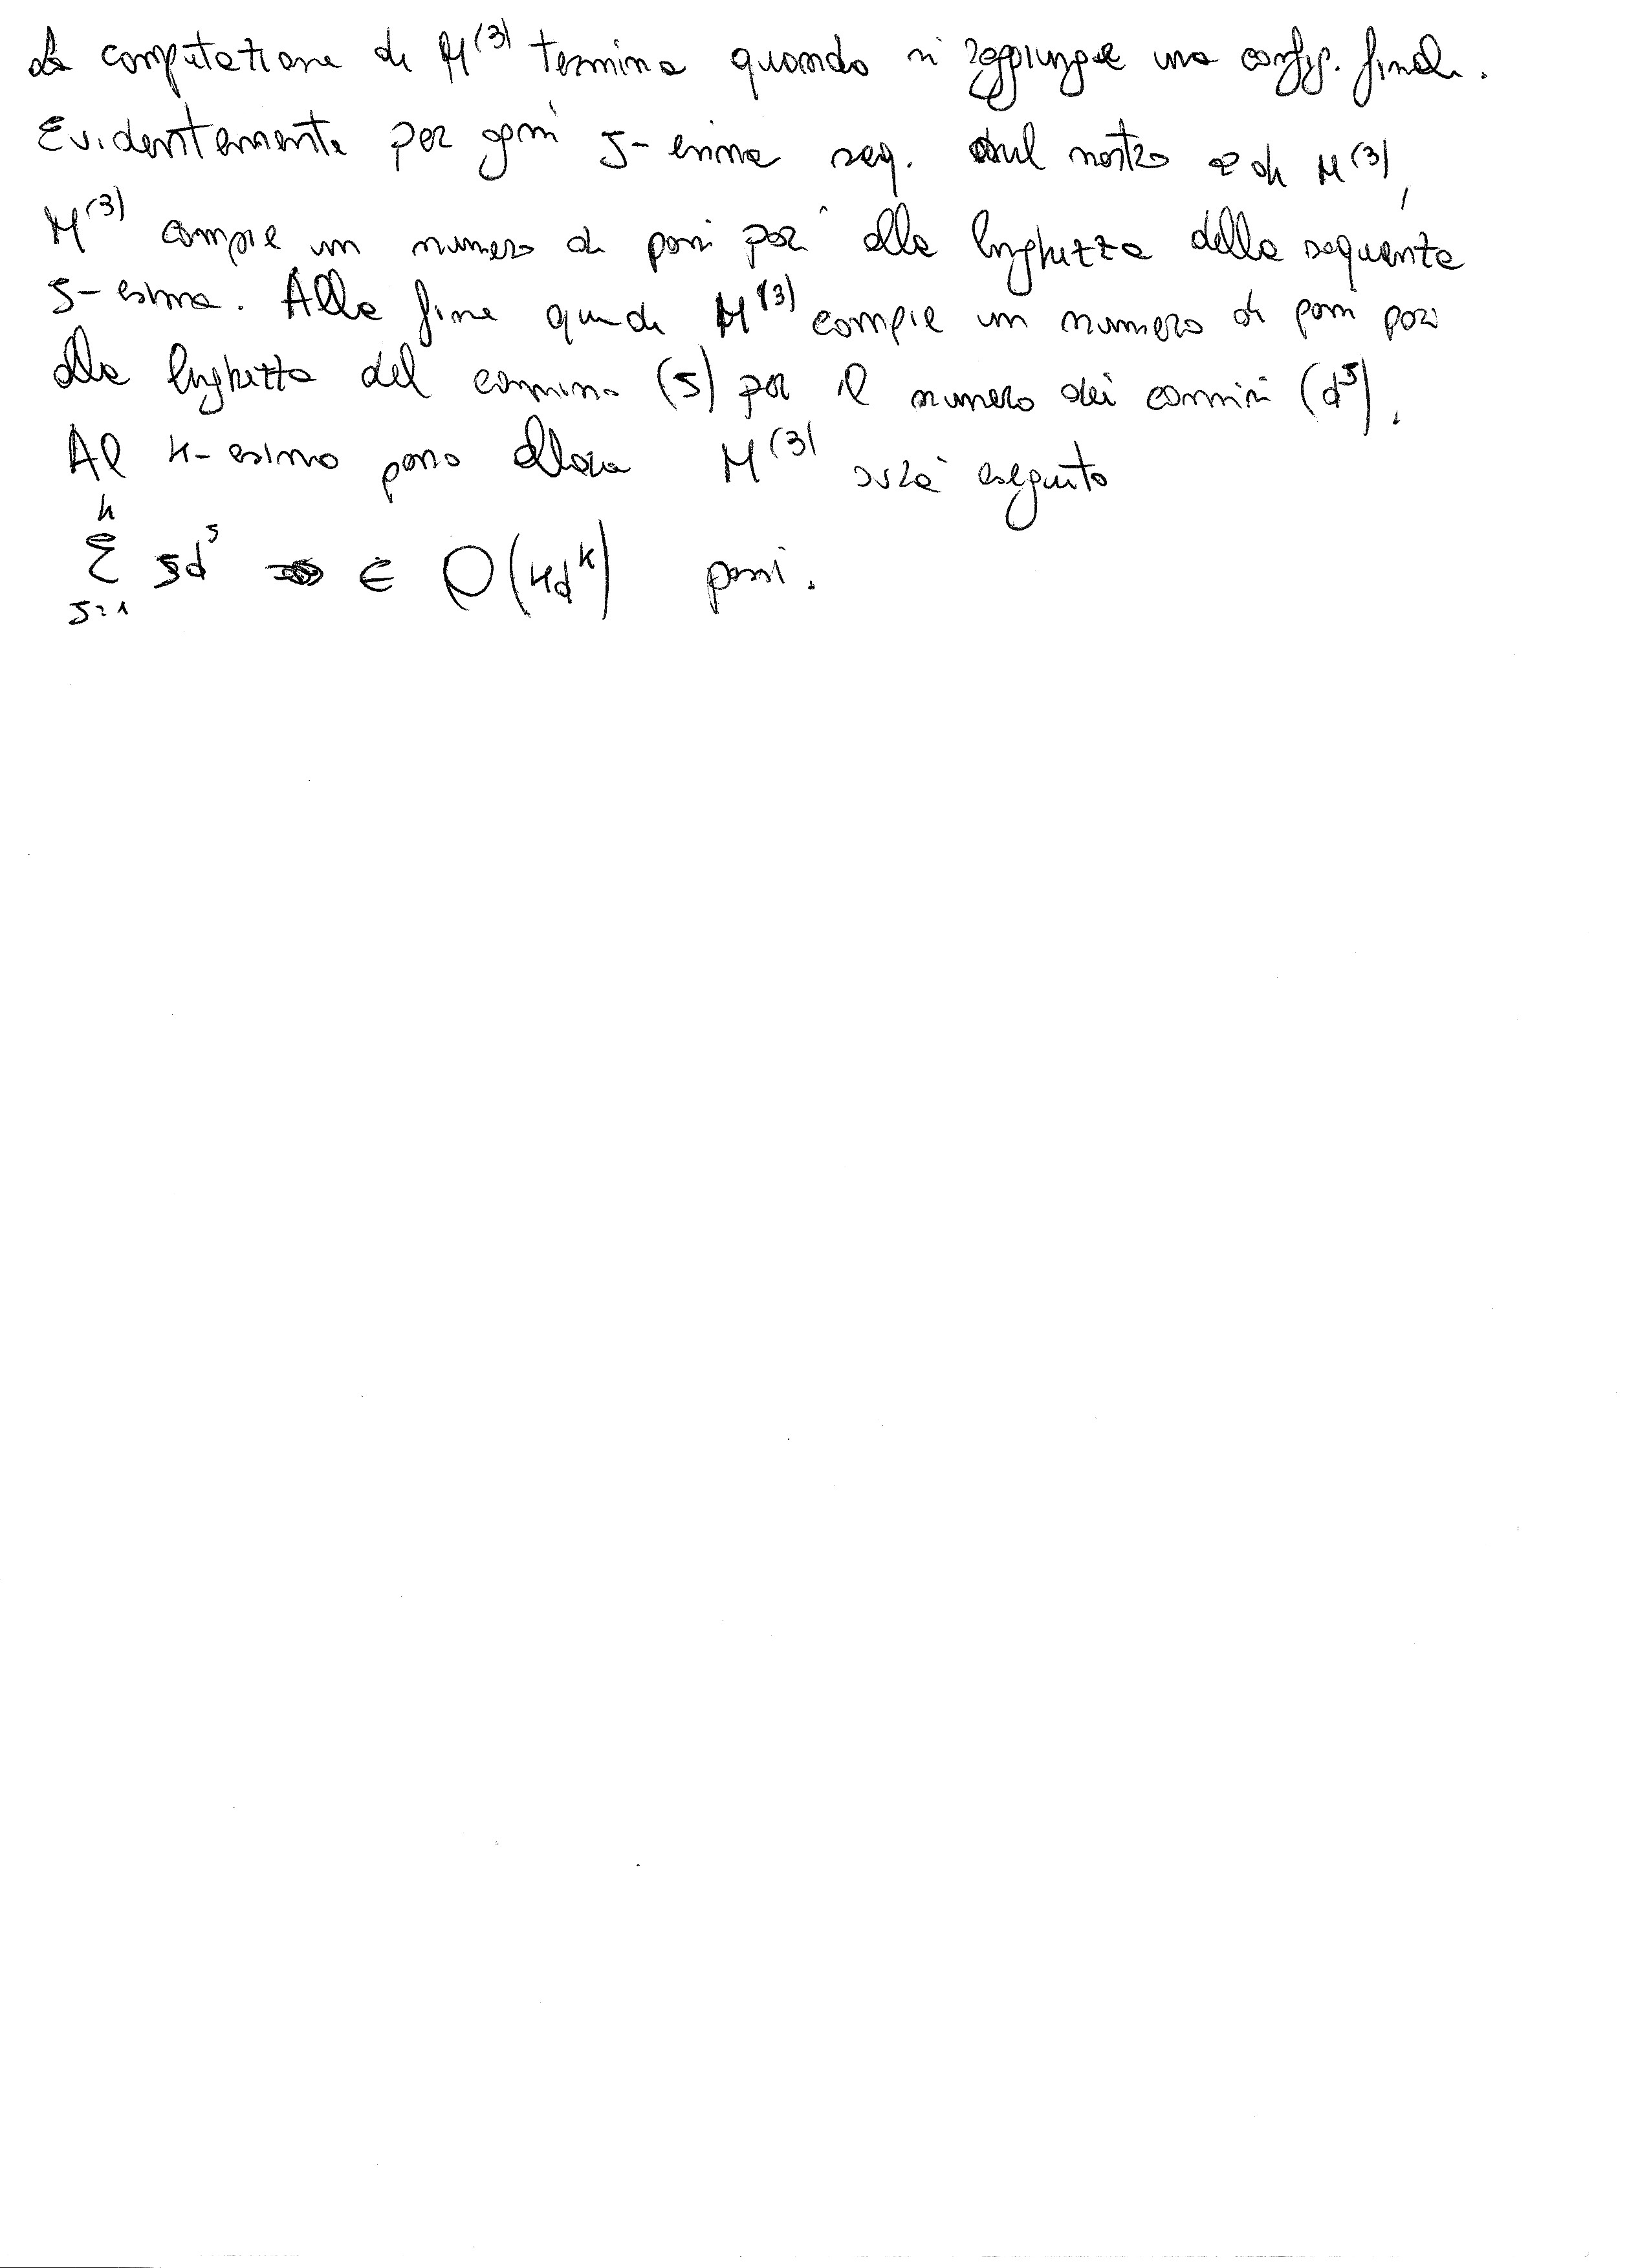 La computazione di M^(3) termina quando si raggiunge una config. finale.
Evidentemente per ogni J-esima seq. sul nastro 2 di M^(3),
M^(3) compie un numero di passi pari alla lunghezza della sequenza
J-esima. Alla fine quindi M^(3) compie un numero di passi pari
alla lunghezza del cammino (J) per il numero dei cammini (d^J).
Al k-esimo passo allora M^(3) avrà eseguito
k
Σ Jd^J ∈ O(kd^k) passi.
J=1